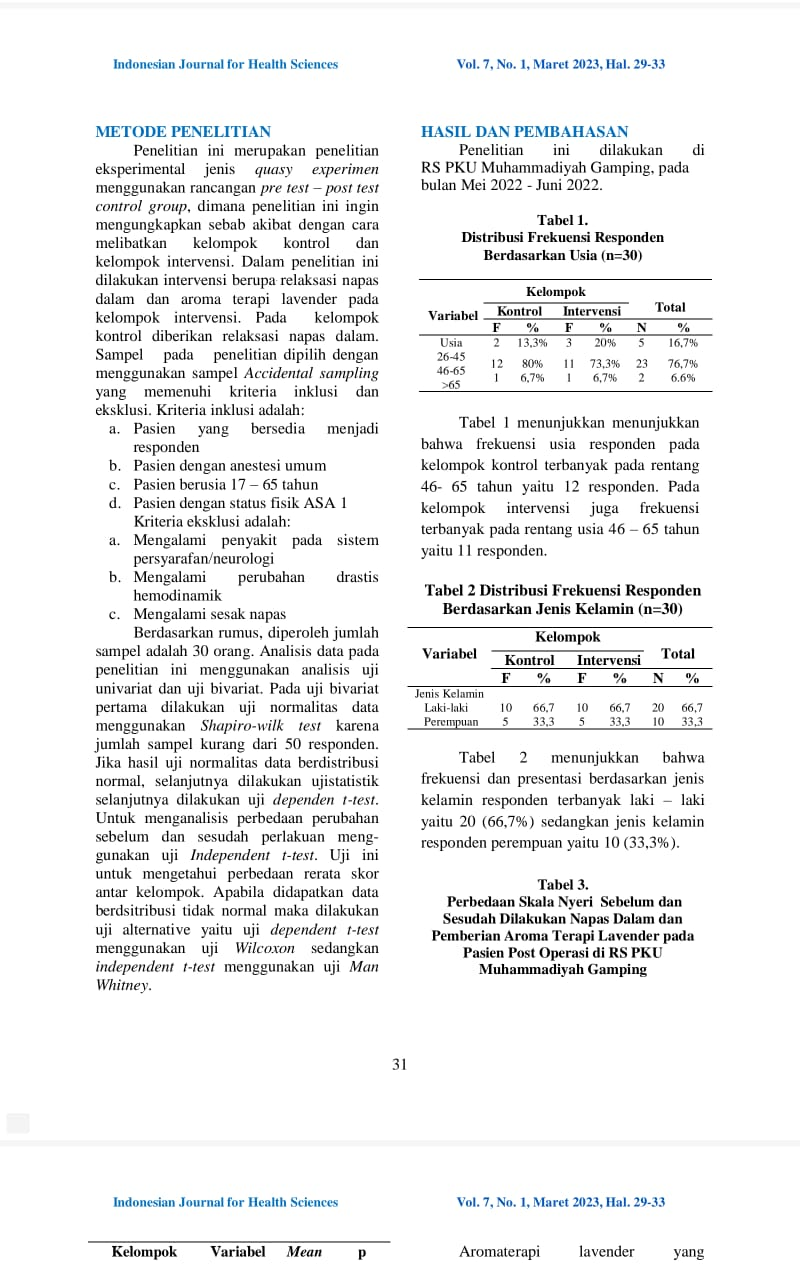 Indonesian Journal for Health Sciences
Vol. 7, No. 1, Maret 2023, Hal. 29-33
METODE PENELITIAN
Penelitian ini merupakan penelitian
eksperimental jenis quasy experimen
menggunakan rancangan pre test – post test
control group, dimana penelitian ini ingin
mengungkapkan sebab akibat dengan cara
melibatkan kelompok kontrol dan
kelompok intervensi. Dalam penelitian ini
dilakukan intervensi berupa relaksasi napas
dalam dan aroma terapi lavender pada
kelompok intervensi. Pada kelompok
kontrol diberikan relaksasi napas dalam.
Sampel pada penelitian dipilih dengan
menggunakan sampel Accidental sampling
yang memenuhi kriteria inklusi dan
eksklusi. Kriteria inklusi adalah:
a. Pasien yang bersedia menjadi
responden
b. Pasien dengan anestesi umum
c. Pasien berusia 17 – 65 tahun
d. Pasien dengan status fisik ASA 1
Kriteria eksklusi adalah:
a. Mengalami penyakit pada sistem
persyarafan/neurologi
b. Mengalami perubahan drastis
hemodinamik
c. Mengalami sesak napas
Berdasarkan rumus, diperoleh jumlah
sampel adalah 30 orang. Analisis data pada
penelitian ini menggunakan analisis uji
univariat dan uji bivariat. Pada uji bivariat
pertama dilakukan uji normalitas data
menggunakan Shapiro-wilk test karena
jumlah sampel kurang dari 50 responden.
Jika hasil uji normalitas data berdistribusi
normal, selanjutnya dilakukan ujistatistik
selanjutnya dilakukan uji dependen t-test.
Untuk menganalisis perbedaan perubahan
sebelum dan sesudah perlakuan meng-
gunakan uji Independent t-test. Uji ini
untuk mengetahui perbedaan rerata skor
antar kelompok. Apabila didapatkan data
berdsitribusi tidak normal maka dilakukan
uji alternative yaitu uji dependent t-test
menggunakan uji Wilcoxon sedangkan
independent t-test menggunakan uji Man
Whitney.
HASIL DAN PEMBAHASAN
Penelitian ini dilakukan di
RS PKU Muhammadiyah Gamping, pada
bulan Mei 2022 - Juni 2022.
Tabel 1.
Distribusi Frekuensi Responden
Berdasarkan Usia (n=30)
Kelompok
Variabel Kontrol Intervensi Total
F % F % N %
Usia 2 13,3% 3 20% 5 16,7%
26-45
46-65 12 80% 11 73,3% 23 76,7%
>65 1 6,7% 1 6,7% 2 6.6%
Tabel 1 menunjukkan menunjukkan
bahwa frekuensi usia responden pada
kelompok kontrol terbanyak pada rentang
46- 65 tahun yaitu 12 responden. Pada
kelompok intervensi juga frekuensi
terbanyak pada rentang usia 46 – 65 tahun
yaitu 11 responden.
Tabel 2 Distribusi Frekuensi Responden
Berdasarkan Jenis Kelamin (n=30)
Kelompok
Variabel Kontrol Intervensi Total
F % F % N %
Jenis Kelamin
Laki-laki 10 66,7 10 66,7 20 66,7
Perempuan 5 33,3 5 33,3 10 33,3
Tabel 2 menunjukkan bahwa
frekuensi dan presentasi berdasarkan jenis
kelamin responden terbanyak laki – laki
yaitu 20 (66,7%) sedangkan jenis kelamin
responden perempuan yaitu 10 (33,3%).
Tabel 3.
Perbedaan Skala Nyeri Sebelum dan
Sesudah Dilakukan Napas Dalam dan
Pemberian Aroma Terapi Lavender pada
Pasien Post Operasi di RS PKU
Muhammadiyah Gamping
31
Indonesian Journal for Health Sciences
Vol. 7, No. 1, Maret 2023, Hal. 29-33
Kelompok Variabel Mean p
Aromaterapi lavender yang